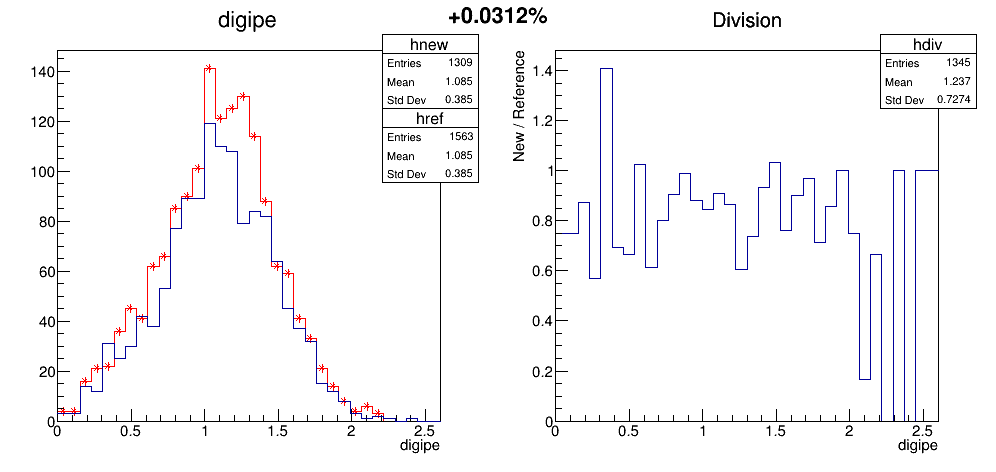 digipe
+0.0312%
Division
hnew
Entries 1309
Mean 1.085
Std Dev 0.385
href
Entries 1563
Mean 1.085
Std Dev 0.385
140
120
100
80
60
40
20
0
0 0.5 1 1.5 2 2.5
digipe
hdiv
Entries 1345
Mean 1.237
Std Dev 0.7274
New / Reference
1.4
1.2
1
0.8
0.6
0.4
0.2
0
0 0.5 1 1.5 2 2.5
digipe